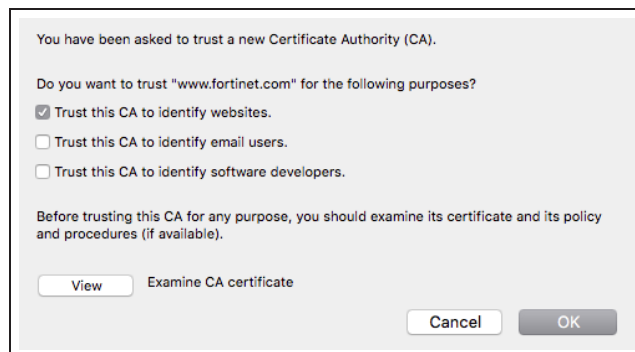 You have been asked to trust a new Certificate Authority (CA).
Do you want to trust "www.fortinet.com" for the following purposes?
Trust this CA to identify websites.
Trust this CA to identify email users.
Trust this CA to identify software developers.
Before trusting this CA for any purpose, you should examine its certificate and its policy
and procedures (if available).
View Examine CA certificate
Cancel OK